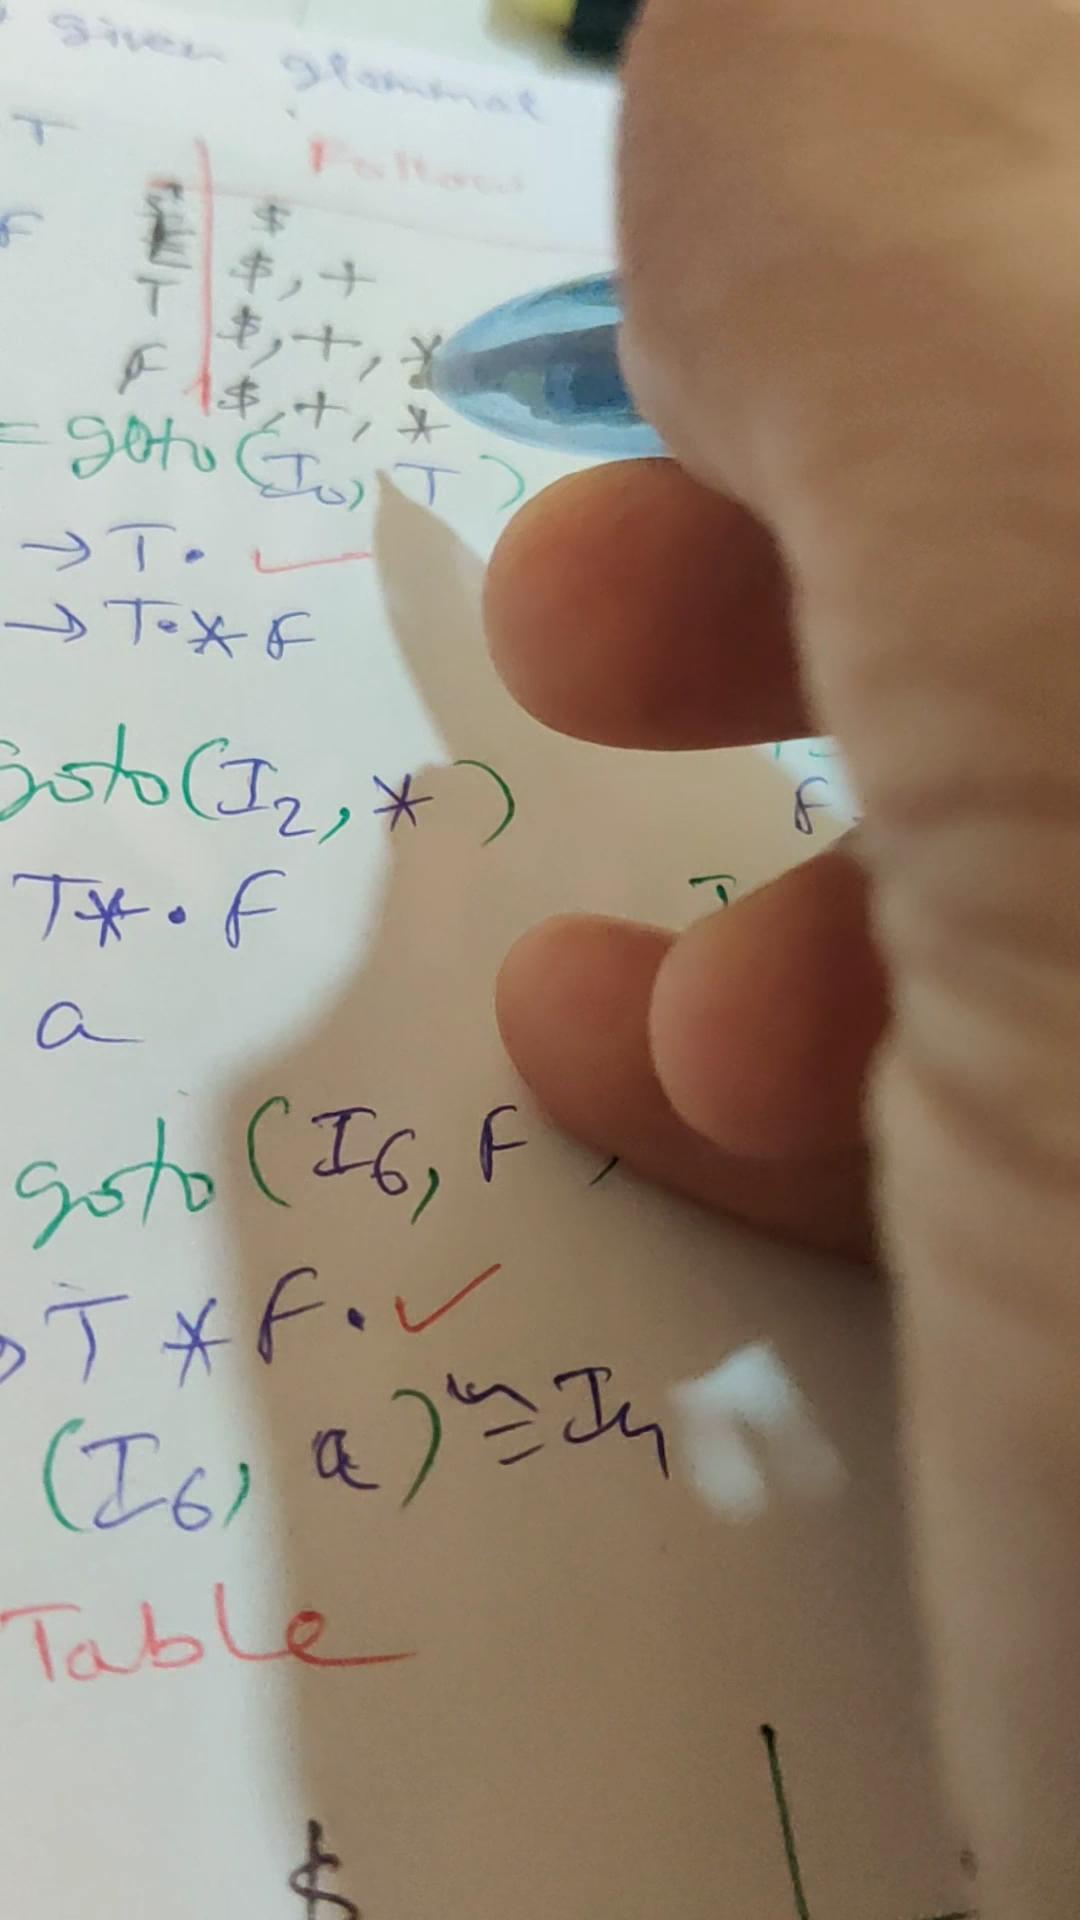 given grammar
T
Follow
F
S' $
E $, +
T $, +, *
F $, +, *
= goto (I0, T)
→ T. ✓
→ T.* F
goto (I2, *)
F
T*. F
I
a
goto (I6, F
T * F. ✓
(I6, a) ≅ I4
Table
$